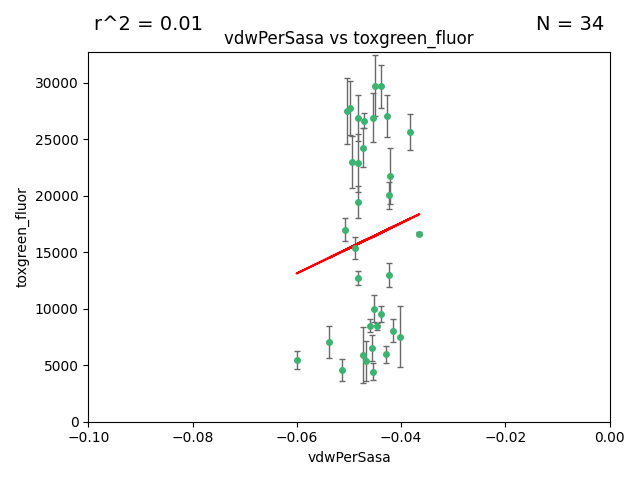 r^2 = 0.01
N = 34
vdwPerSasa vs toxgreen_fluor
30000
25000
20000
15000
10000
5000
0
toxgreen_fluor
−0.10
−0.08
−0.06
−0.04
−0.02
0.00
vdwPerSasa